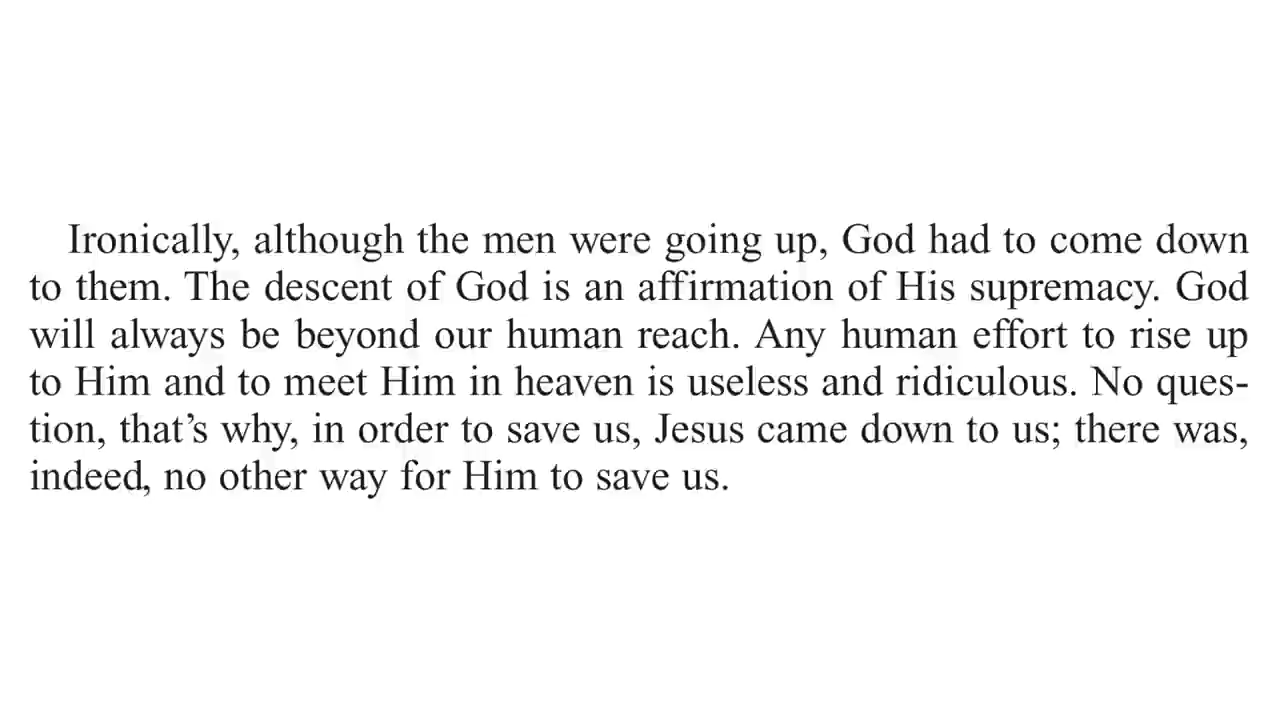 Ironically, although the men were going up, God had to come down
to them. The descent of God is an affirmation of His supremacy. God
will always be beyond our human reach. Any human effort to rise up
to Him and to meet Him in heaven is useless and ridiculous. No ques-
tion, that’s why, in order to save us, Jesus came down to us; there was,
indeed, no other way for Him to save us.